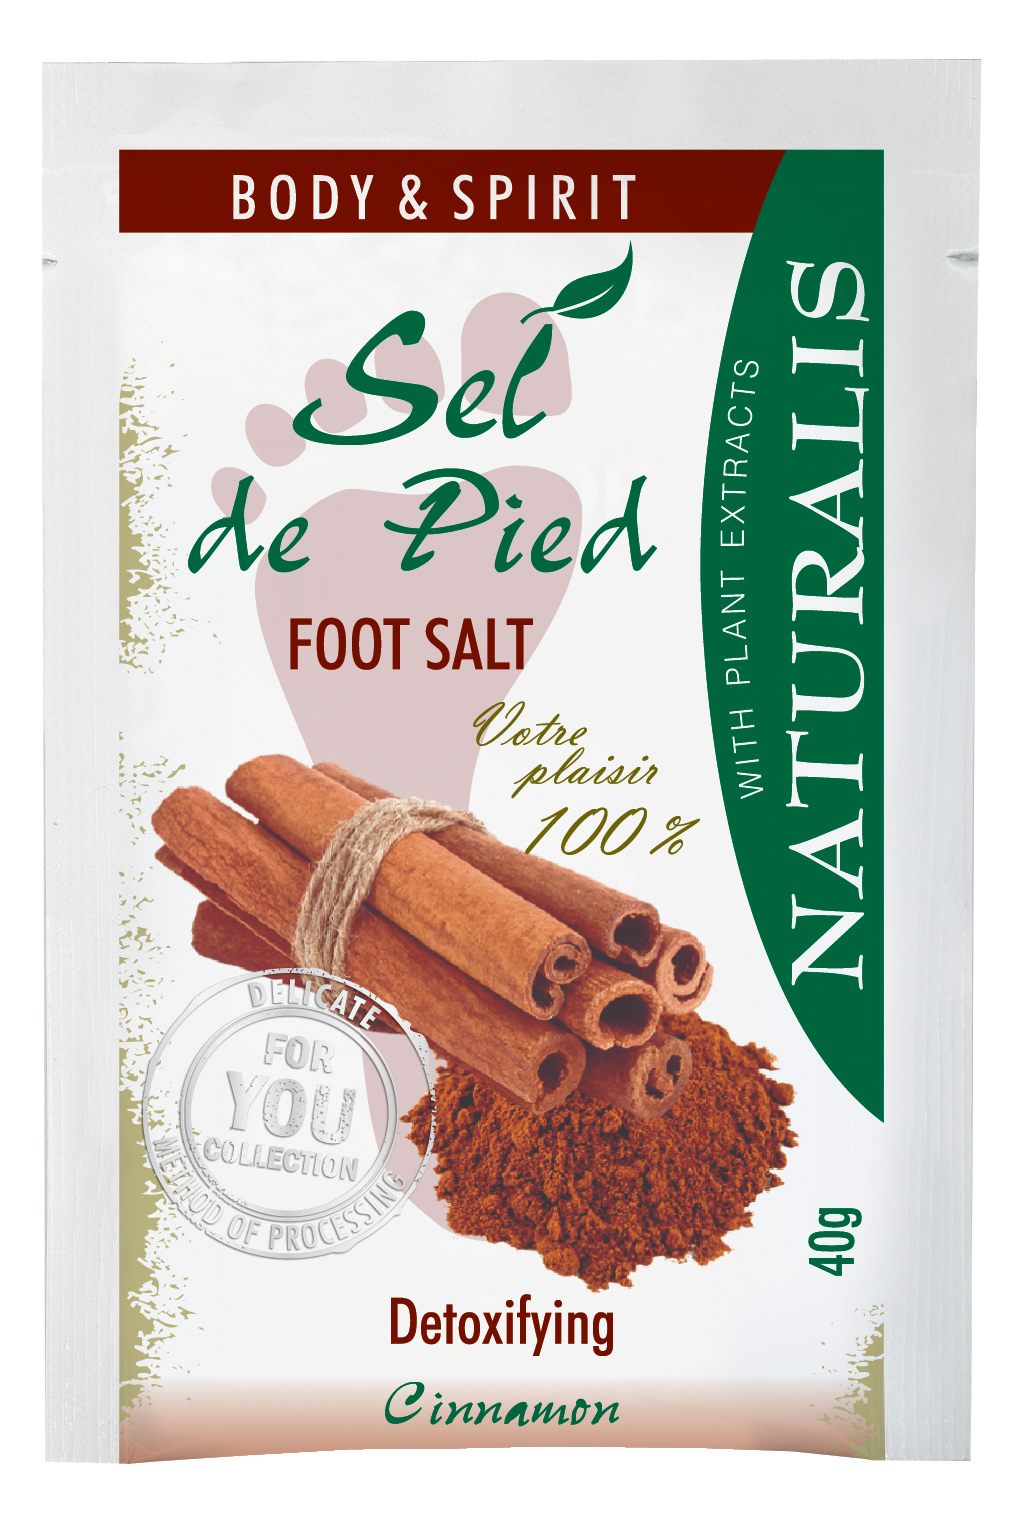 BODY & SPIRIT
Sel
de Pied
FOOT SALT
Votre
plaisir
100%
WITH PLANT EXTRACTS
NATURALIS
DELICATE
FOR
YOU
COLLECTION
METHOD OF PROCESSING
40g
Detoxifying
Cinnamon